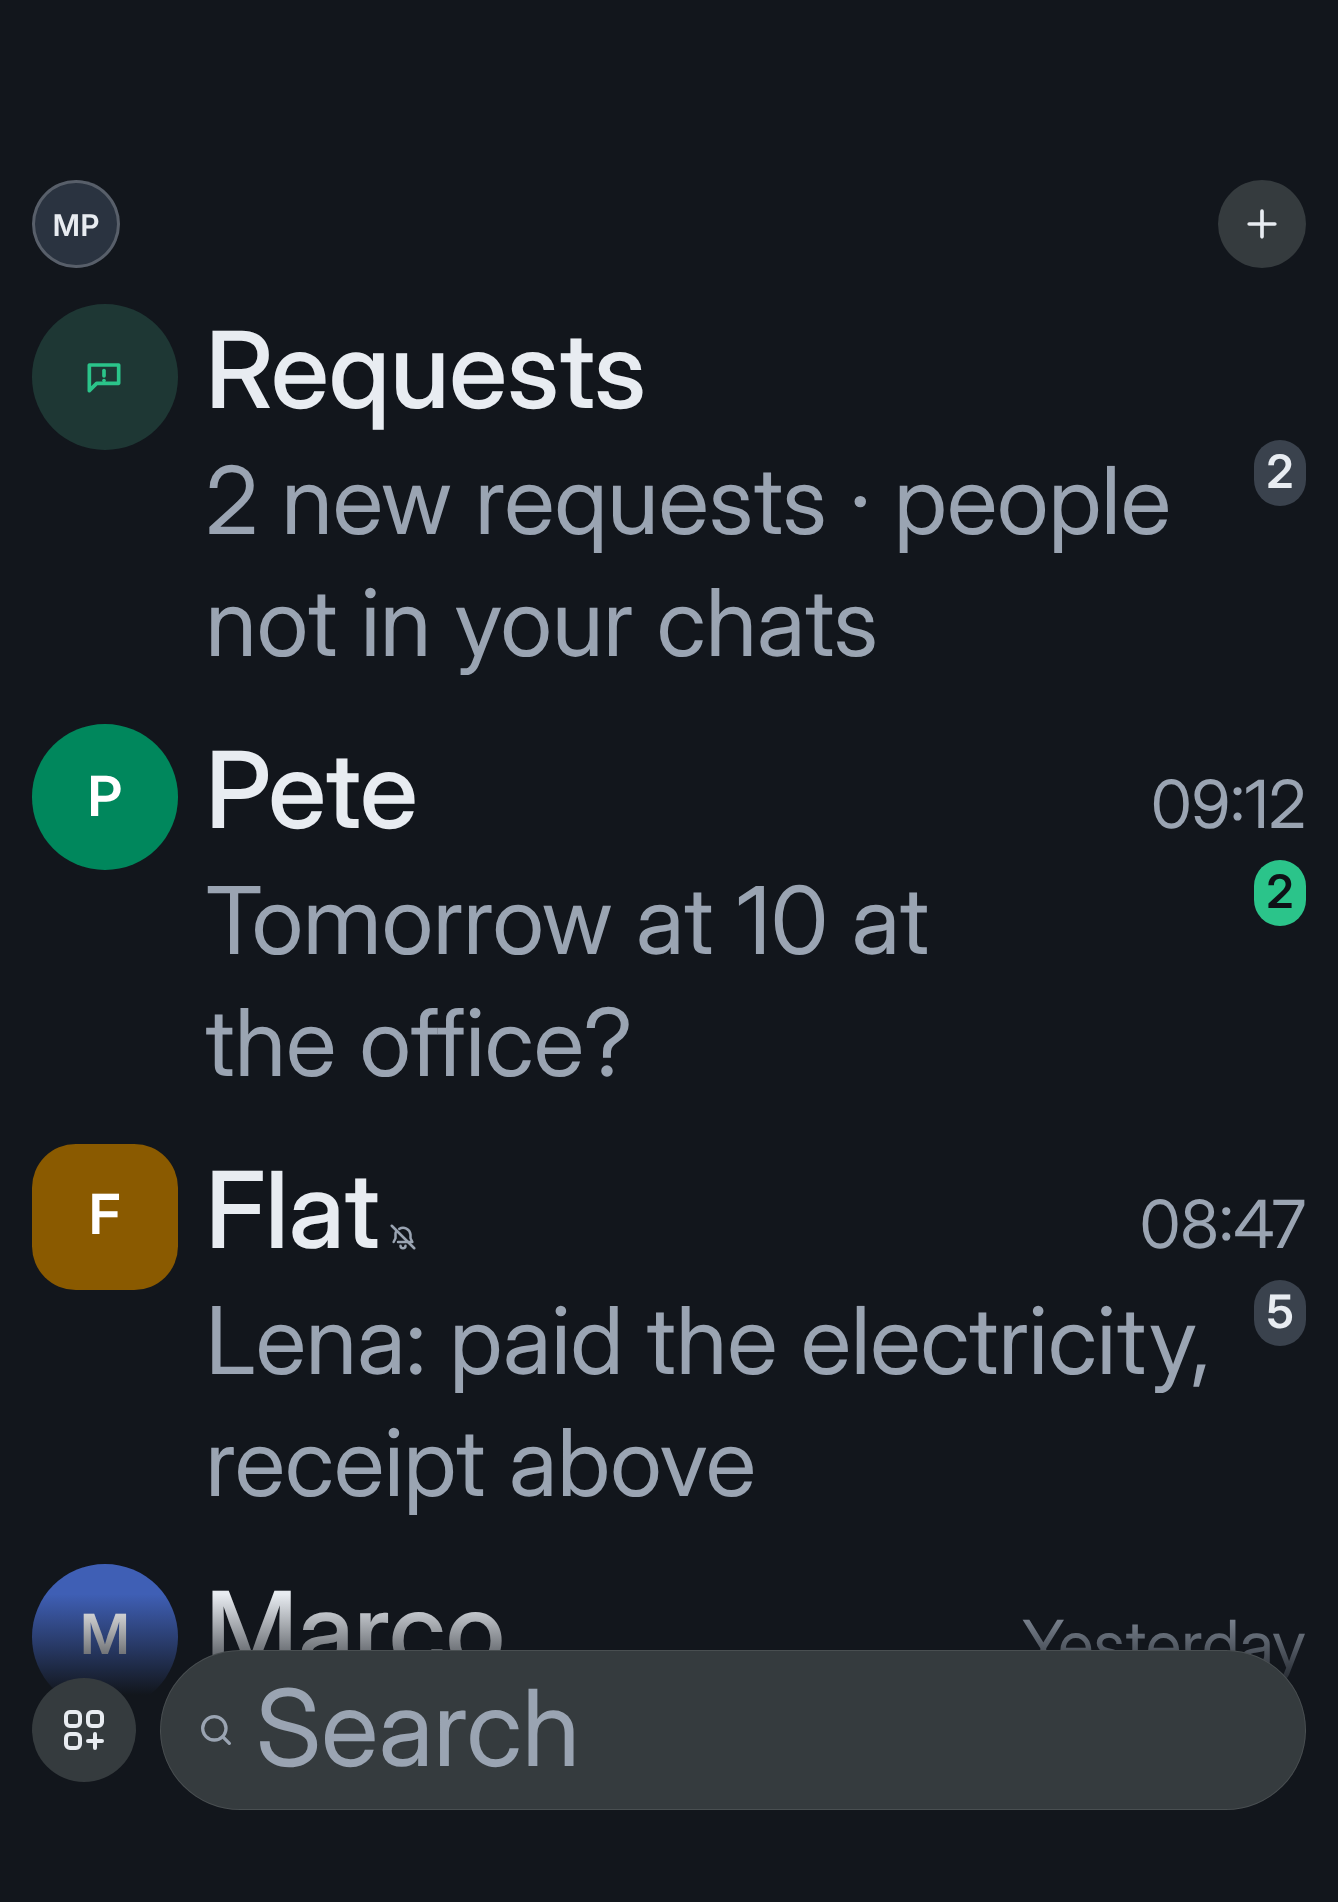 MP
Requests
2 new requests · people
2
not in your chats
P
Pete
09:12
Tomorrow at 10 at
2
the office?
F
Flat
08:47
Lena: paid the electricity,
5
receipt above
M
Marco
Yesterday
Search